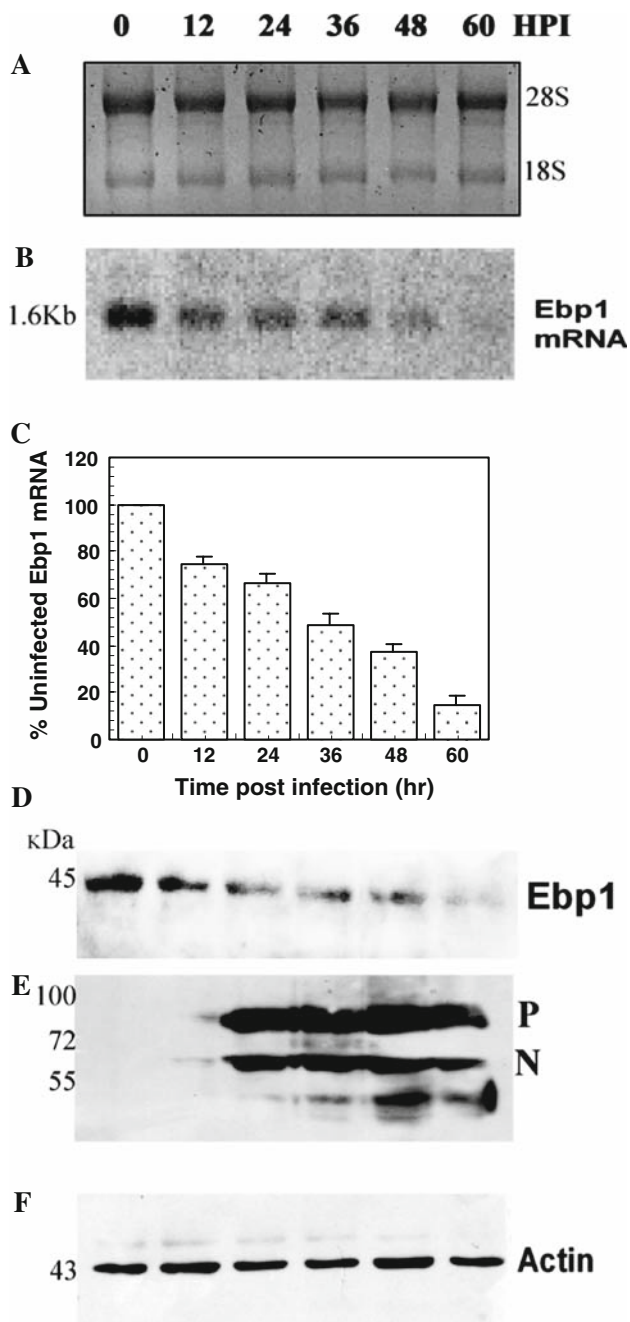 0 12 24 36 48 60 HPI
A
28S
18S
B
1.6Kb
Ebp1
mRNA
C
% Uninfected Ebp1 mRNA
120
100
80
60
40
20
0
0 12 24 36 48 60
Time post infection (hr)
D
κDa
45
Ebp1
E
100
72
55
P
N
F
43
Actin